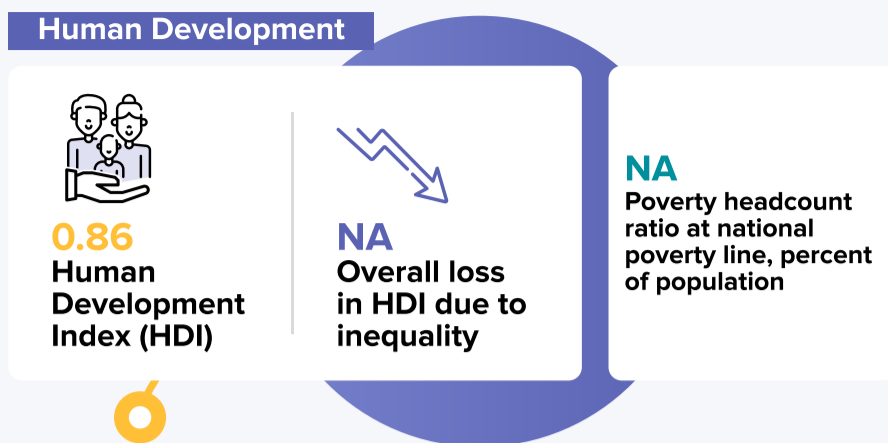 Human Development
0.86
Human
Development
Index (HDI)
NA
Overall loss
in HDI due to
inequality
NA
Poverty headcount
ratio at national
poverty line, percent
of population